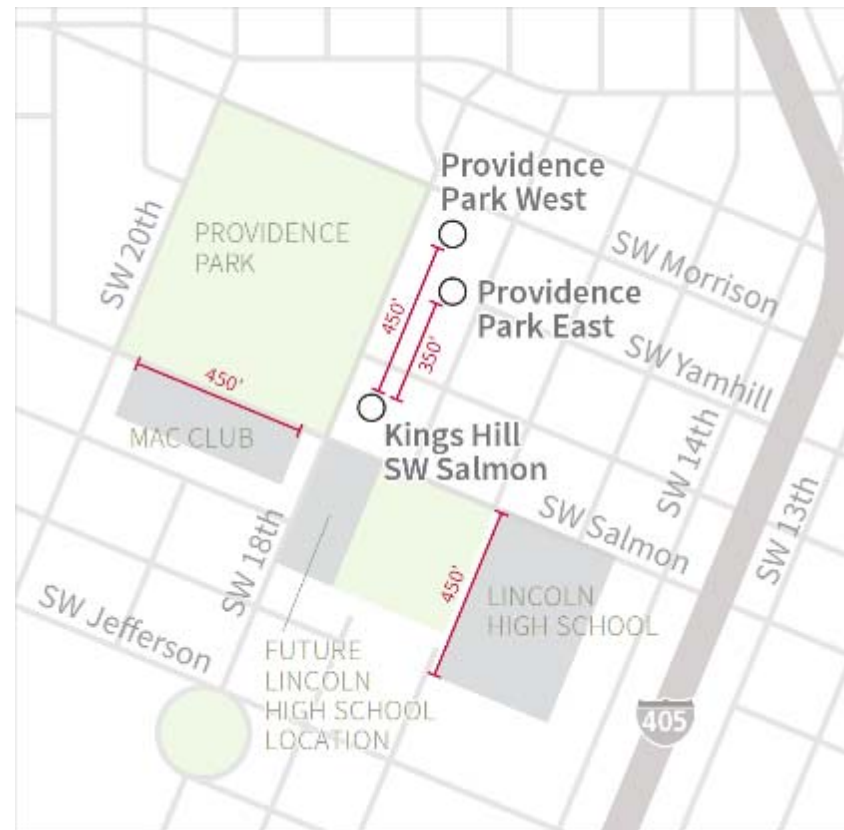 Providence
Park West
PROVIDENCE
PARK
SW 20th
SW Morrison
Providence
Park East
450'
350'
SW Yamhill
450'
MAC CLUB
Kings Hill
SW Salmon
SW 14th
SW 13th
SW Salmon
SW 18th
450'
LINCOLN
HIGH SCHOOL
SW Jefferson
FUTURE
LINCOLN
HIGH SCHOOL
LOCATION
405